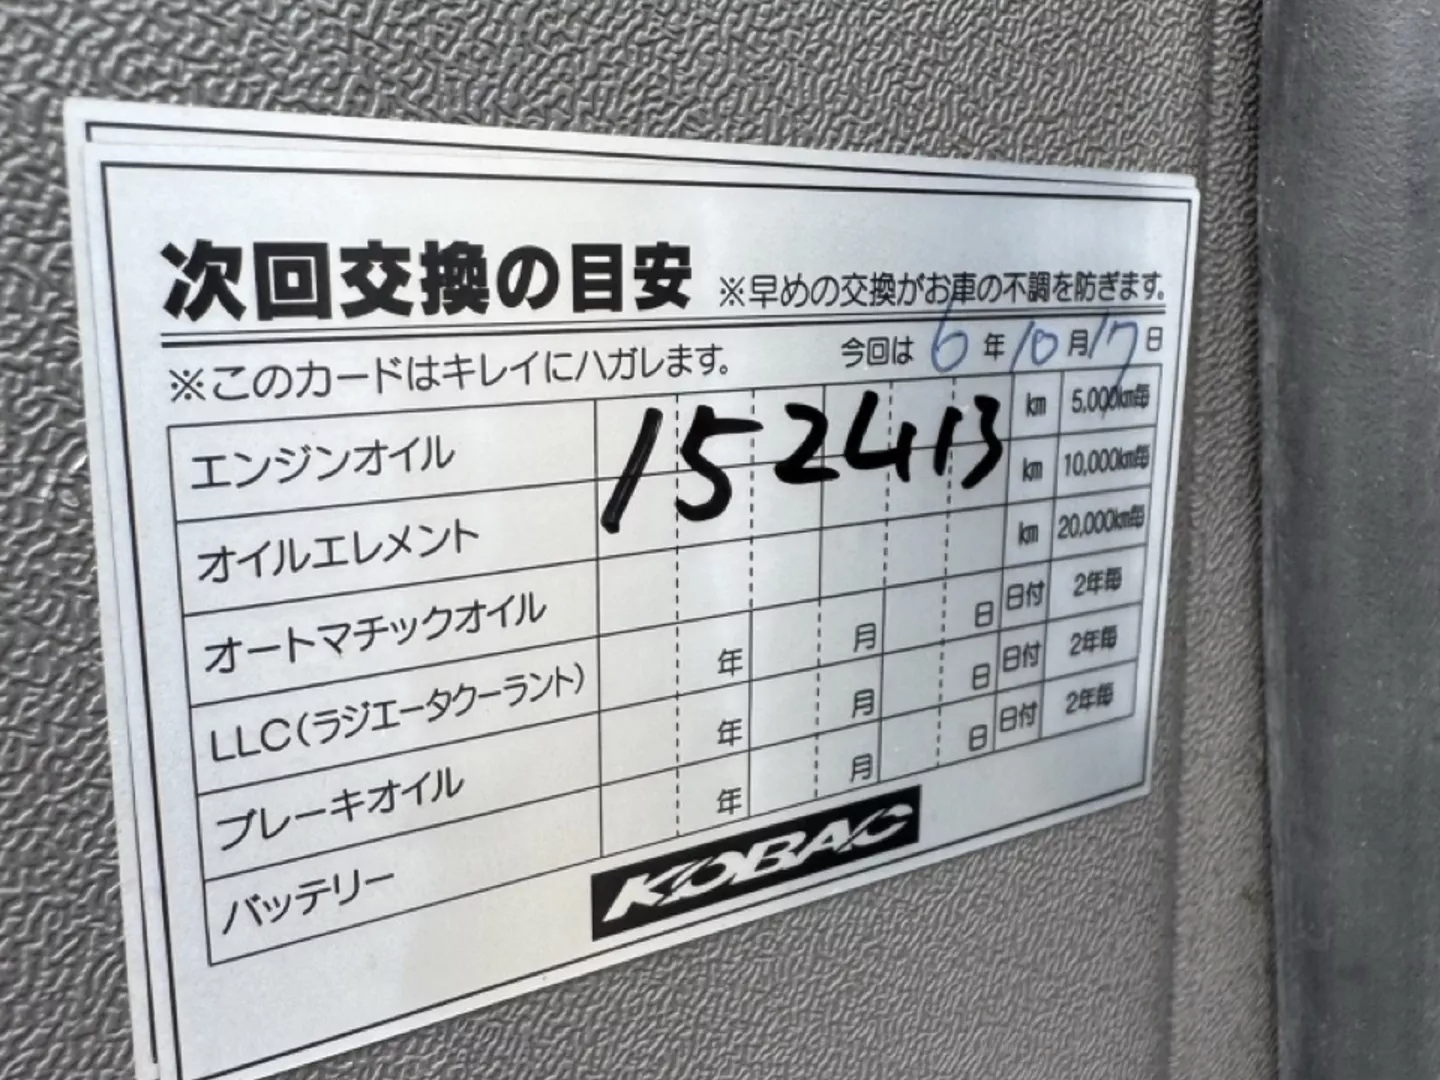 次回交換の目安 ※早めの交換がお車の不調を防ぎます。
※このカードはキレイにハガレます。 今回は 6 年 10 月 17 日
エンジンオイル 152413 km 5,000km毎
オイルエレメント km 10,000km毎
オートマチックオイル km 20,000km毎
LLC(ラジエータクーラント) 年 月 日 日付 2年毎
ブレーキオイル 年 月 日 日付 2年毎
バッテリー 年 月 日 日付 2年毎
KOBAC